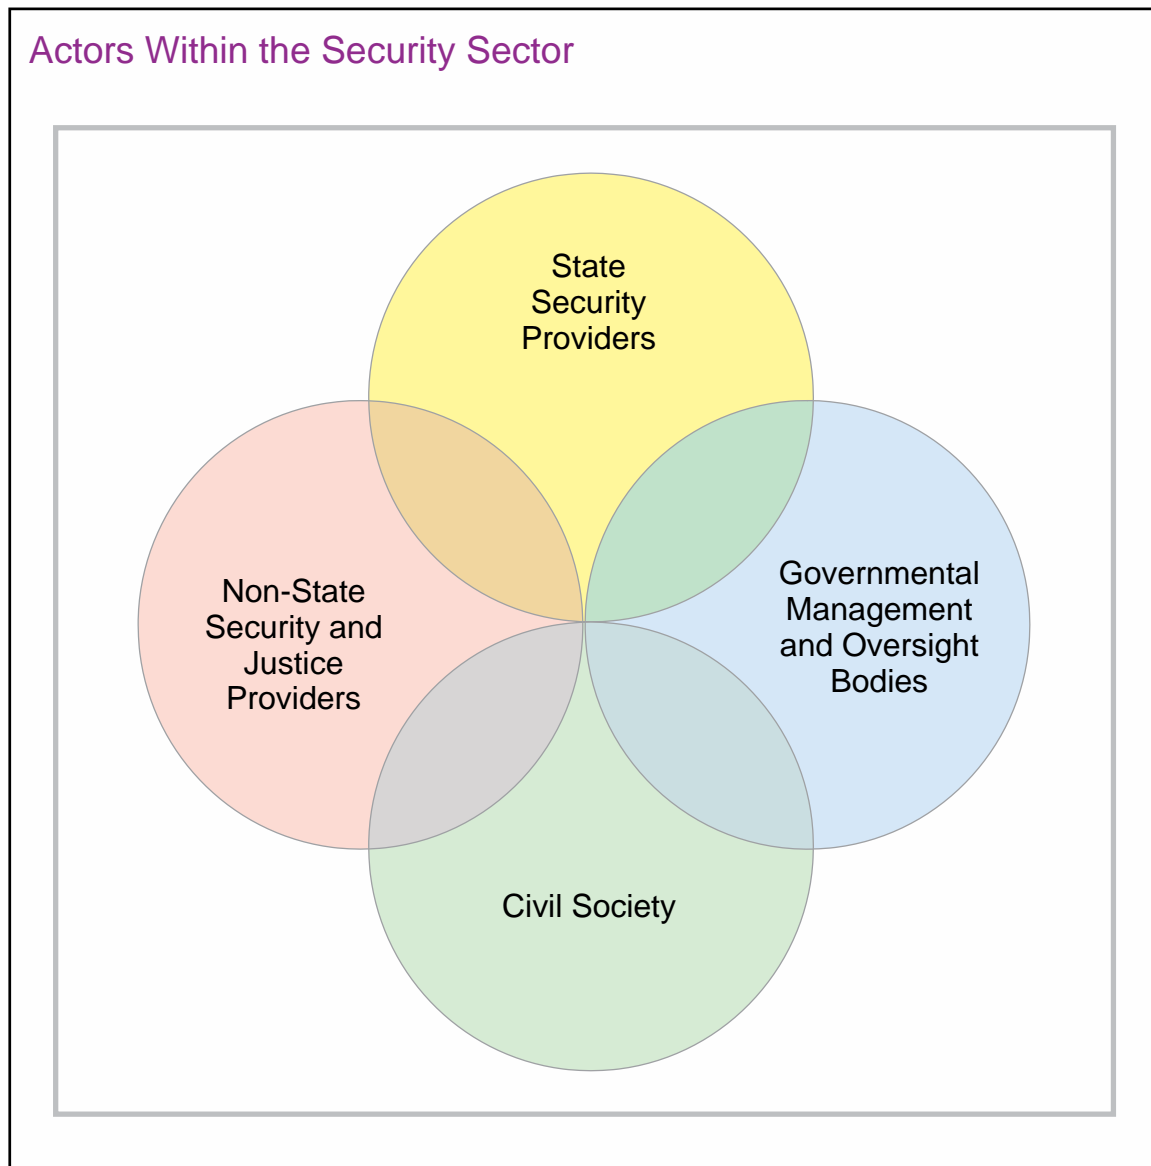 Actors Within the Security Sector
State
Security
Providers
Non-State
Security and
Justice
Providers
Governmental
Management
and Oversight
Bodies
Civil Society